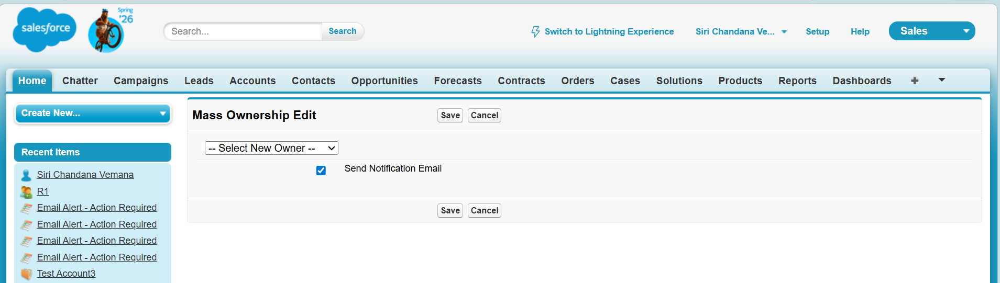 salesforce
Spring
'26
Search...
Search
Switch to Lightning Experience
Siri Chandana Ve...
Setup
Help
Sales
Home Chatter Campaigns Leads Accounts Contacts Opportunities Forecasts Contracts Orders Cases Solutions Products Reports Dashboards
Create New...
Recent Items
Siri Chandana Vemana
R1
Email Alert - Action Required
Email Alert - Action Required
Email Alert - Action Required
Email Alert - Action Required
Test Account3
Mass Ownership Edit
Save Cancel
-- Select New Owner --
Send Notification Email
Save Cancel